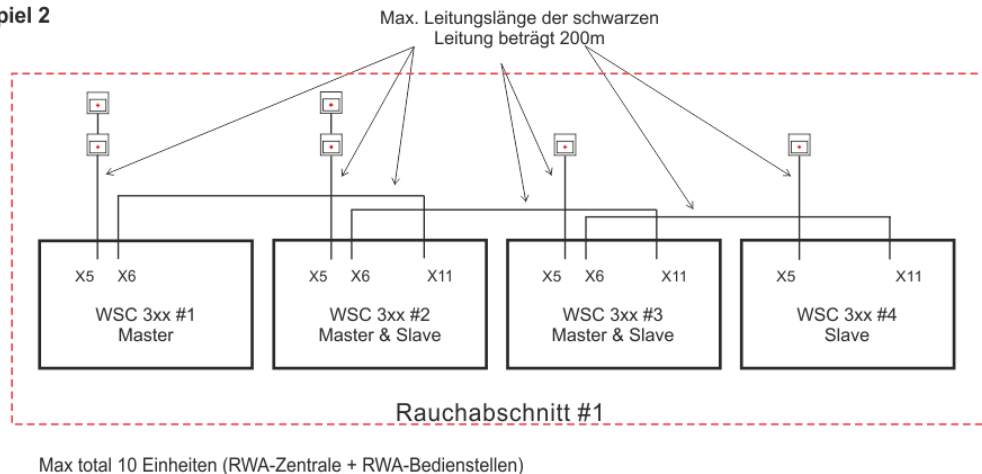 piel 2
Max. Leitungslänge der schwarzen
Leitung beträgt 200m
X5 X6
WSC 3xx #1
Master
X5 X6 X11
WSC 3xx #2
Master & Slave
X5 X6 X11
WSC 3xx #3
Master & Slave
X5 X11
WSC 3xx #4
Slave
Rauchabschnitt #1
Max total 10 Einheiten (RWA-Zentrale + RWA-Bedienstellen)